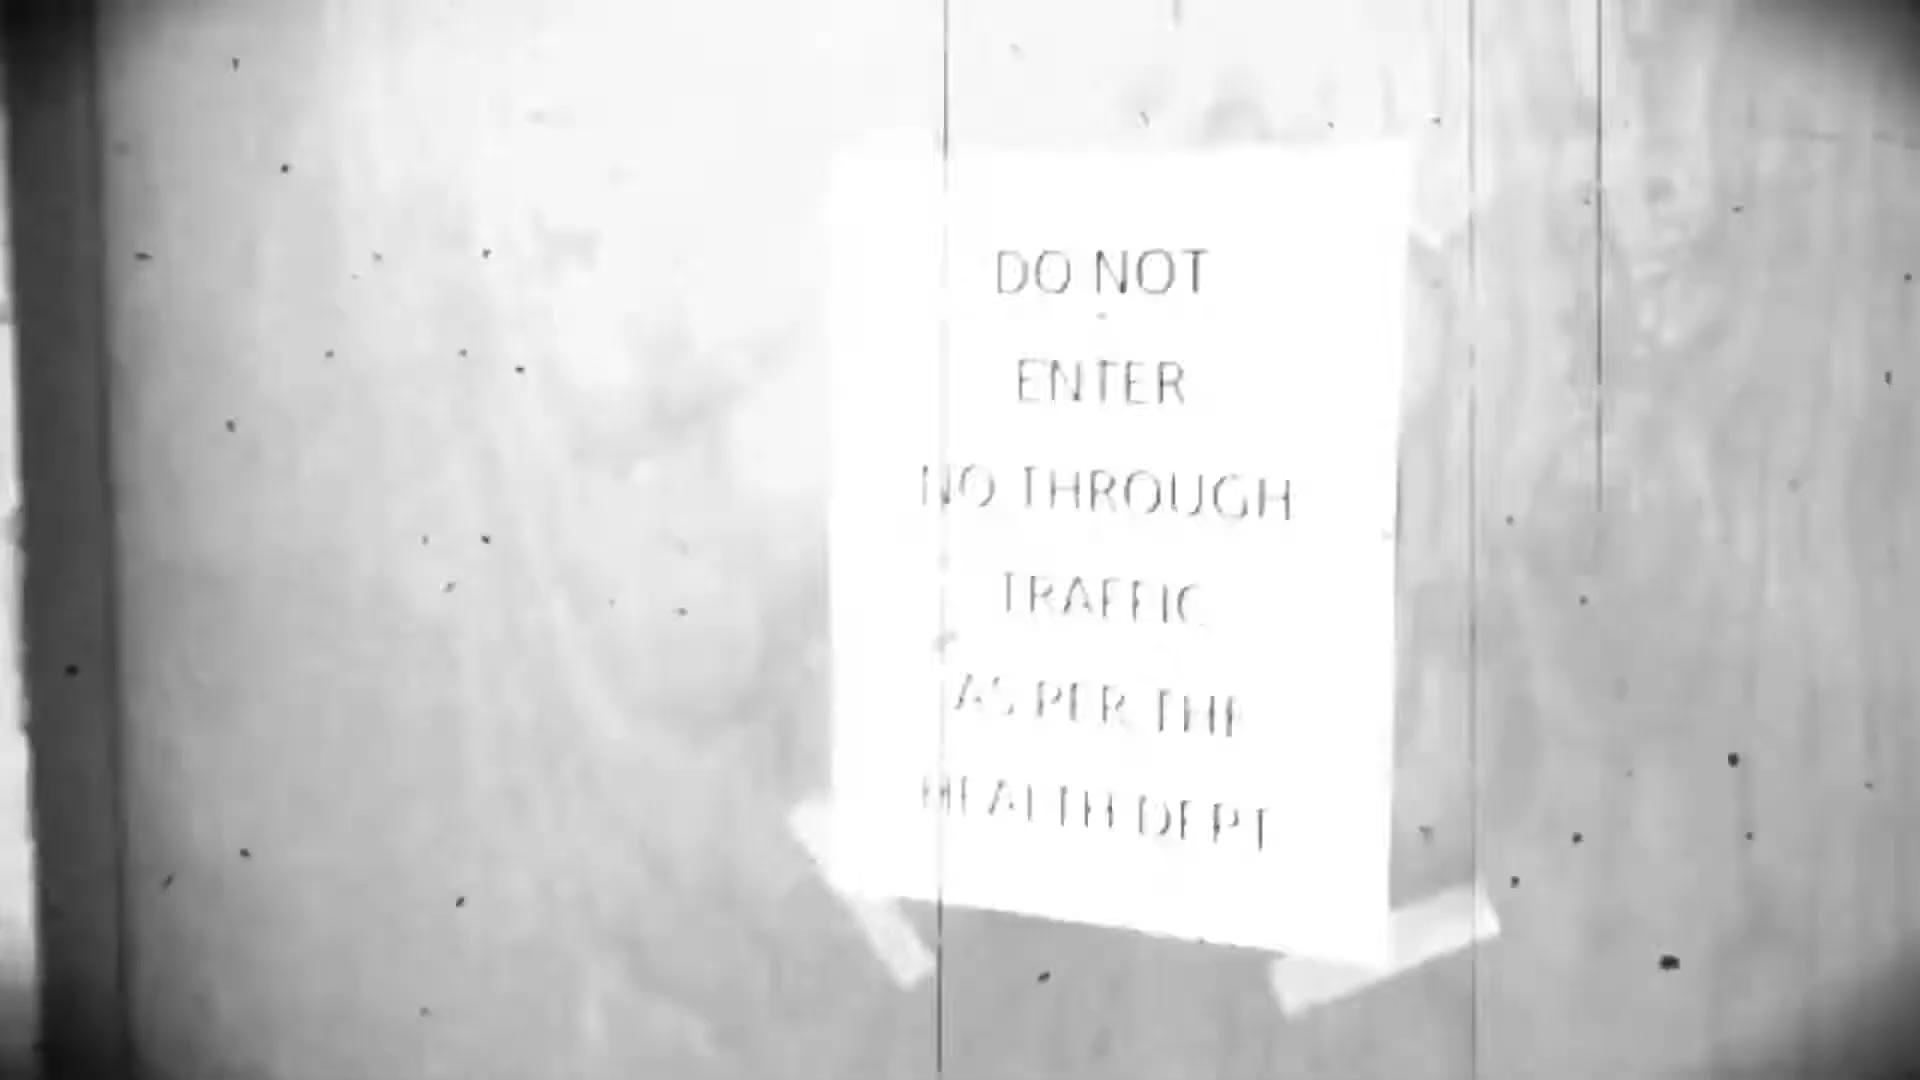 DO NOT
ENTER
NO THROUGH
TRAFFIC
AS PER THE
HEALTH DEPT